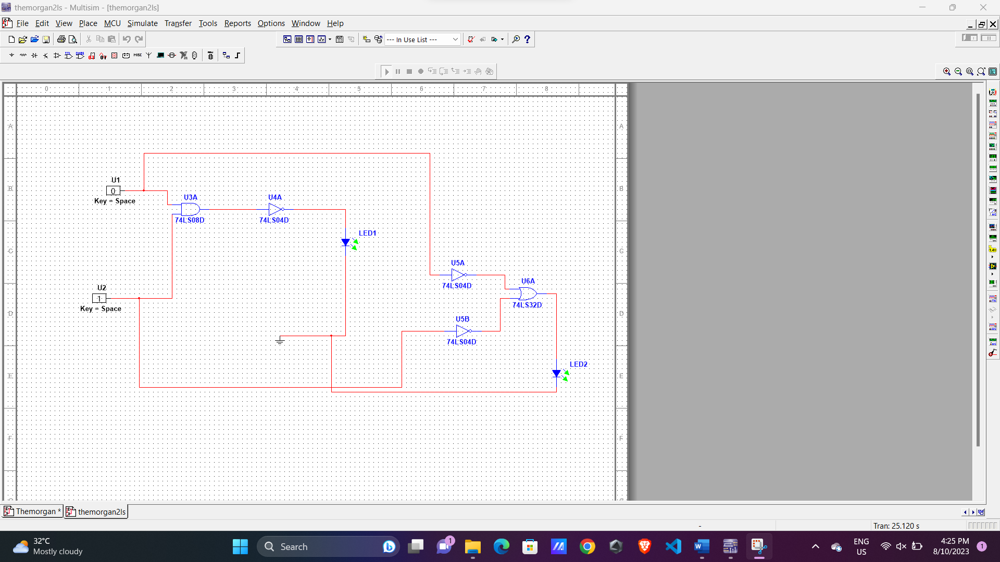 themorgan2ls - Multisim - [themorgan2ls]
File Edit View Place MCU Simulate Transfer Tools Reports Options Window Help
--- In Use List ---
MISC
0 1 2 3 4 5 6 7 8
A A
U1
0
Key = Space
B B
U3A
74LS08D
U4A
74LS04D
LED1
C C
U5A
74LS04D
U6A
74LS32D
U2
1
Key = Space
D D
U5B
74LS04D
LED2
E E
F F
Themorgan * themorgan2ls
- Tran: 25.120 s
32°C
Mostly cloudy
Search
1
ENG
US
4:25 PM
8/10/2023
1